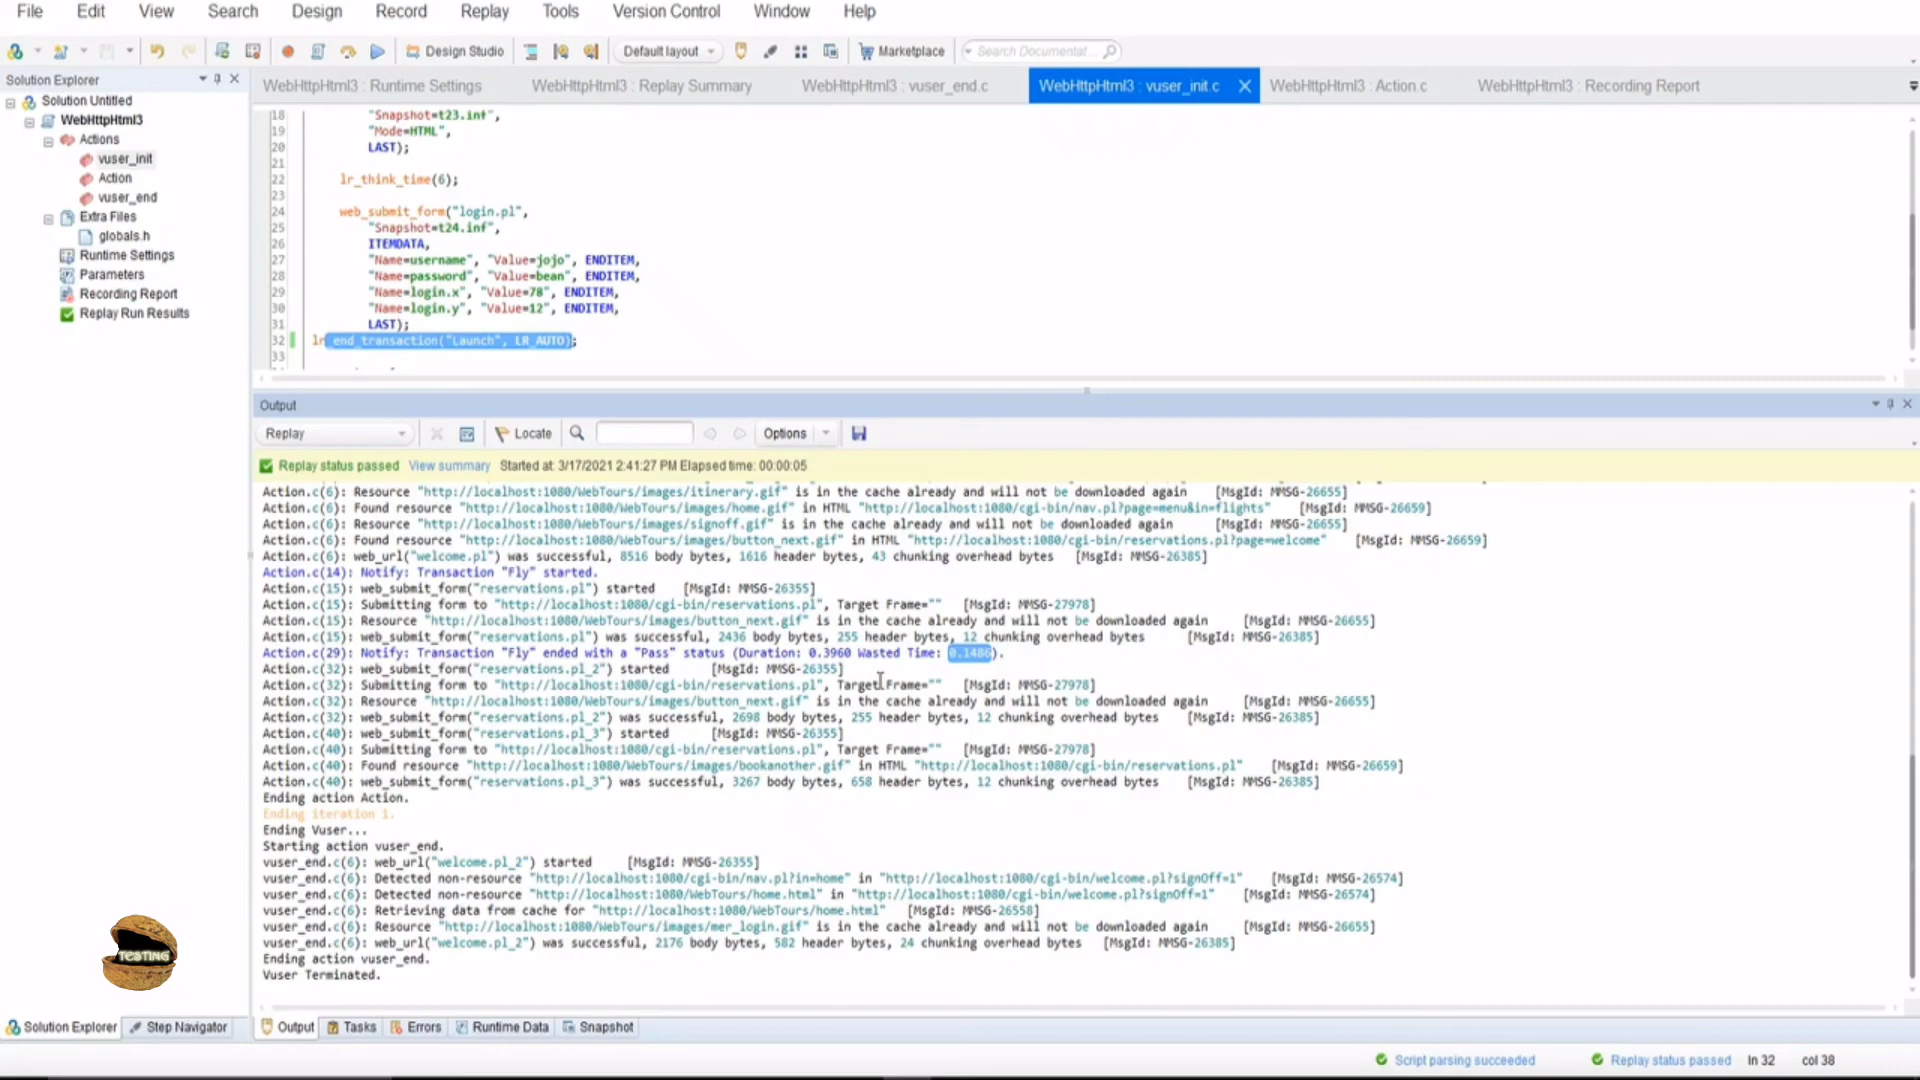 File Edit View Search Design Record Replay Tools Version Control Window Help
Design Studio Default layout Marketplace Search Documentat...
Solution Explorer
Solution Untitled
WebHttpHtml3
Actions
vuser_init
Action
vuser_end
Extra Files
globals.h
Runtime Settings
Parameters
Recording Report
Replay Run Results
WebHttpHtml3 : Runtime Settings WebHttpHtml3 : Replay Summary WebHttpHtml3 : vuser_end.c WebHttpHtml3 : vuser_init.c WebHttpHtml3 : Action.c WebHttpHtml3 : Recording Report
18 "Snapshot=t23.inf",
19 "Mode=HTML",
20 LAST);
21
22 lr_think_time(6);
23
24 web_submit_form("login.pl",
25 "Snapshot=t24.inf",
26 ITEMDATA,
27 "Name=username", "Value=jojo", ENDITEM,
28 "Name=password", "Value=bean", ENDITEM,
29 "Name=login.x", "Value=78", ENDITEM,
30 "Name=login.y", "Value=12", ENDITEM,
31 LAST);
32 lr_end_transaction("Launch", LR_AUTO);
33
Output
Replay Locate Options
Replay status passed View summary Started at: 3/17/2021 2:41:27 PM Elapsed time: 00:00:05
Action.c(6): Resource "http://localhost:1080/WebTours/images/itinerary.gif" is in the cache already and will not be downloaded again [MsgId: MMSG-26655]
Action.c(6): Found resource "http://localhost:1080/WebTours/images/home.gif" in HTML "http://localhost:1080/cgi-bin/nav.pl?page=menu&in=flights" [MsgId: MMSG-26659]
Action.c(6): Resource "http://localhost:1080/WebTours/images/signoff.gif" is in the cache already and will not be downloaded again [MsgId: MMSG-26655]
Action.c(6): Found resource "http://localhost:1080/WebTours/images/button_next.gif" in HTML "http://localhost:1080/cgi-bin/reservations.pl?page=welcome" [MsgId: MMSG-26659]
Action.c(6): web_url("welcome.pl") was successful, 8516 body bytes, 1616 header bytes, 43 chunking overhead bytes [MsgId: MMSG-26385]
Action.c(14): Notify: Transaction "Fly" started.
Action.c(15): web_submit_form("reservations.pl") started [MsgId: MMSG-26355]
Action.c(15): Submitting form to "http://localhost:1080/cgi-bin/reservations.pl", Target Frame="" [MsgId: MMSG-27978]
Action.c(15): Resource "http://localhost:1080/WebTours/images/button_next.gif" is in the cache already and will not be downloaded again [MsgId: MMSG-26655]
Action.c(15): web_submit_form("reservations.pl") was successful, 2436 body bytes, 255 header bytes, 12 chunking overhead bytes [MsgId: MMSG-26385]
Action.c(29): Notify: Transaction "Fly" ended with a "Pass" status (Duration: 0.3960 Wasted Time: 0.1486).
Action.c(32): web_submit_form("reservations.pl_2") started [MsgId: MMSG-26355]
Action.c(32): Submitting form to "http://localhost:1080/cgi-bin/reservations.pl", Target Frame="" [MsgId: MMSG-27978]
Action.c(32): Resource "http://localhost:1080/WebTours/images/button_next.gif" is in the cache already and will not be downloaded again [MsgId: MMSG-26655]
Action.c(32): web_submit_form("reservations.pl_2") was successful, 2698 body bytes, 255 header bytes, 12 chunking overhead bytes [MsgId: MMSG-26385]
Action.c(40): web_submit_form("reservations.pl_3") started [MsgId: MMSG-26355]
Action.c(40): Submitting form to "http://localhost:1080/cgi-bin/reservations.pl", Target Frame="" [MsgId: MMSG-27978]
Action.c(40): Found resource "http://localhost:1080/WebTours/images/bookanother.gif" in HTML "http://localhost:1080/cgi-bin/reservations.pl" [MsgId: MMSG-26659]
Action.c(40): web_submit_form("reservations.pl_3") was successful, 3267 body bytes, 658 header bytes, 12 chunking overhead bytes [MsgId: MMSG-26385]
Ending action Action.
Ending iteration 1.
Ending Vuser...
Starting action vuser_end.
vuser_end.c(6): web_url("welcome.pl_2") started [MsgId: MMSG-26355]
vuser_end.c(6): Detected non-resource "http://localhost:1080/cgi-bin/nav.pl?in=home" in "http://localhost:1080/cgi-bin/welcome.pl?signOff=1" [MsgId: MMSG-26574]
vuser_end.c(6): Detected non-resource "http://localhost:1080/WebTours/home.html" in "http://localhost:1080/cgi-bin/welcome.pl?signOff=1" [MsgId: MMSG-26574]
vuser_end.c(6): Retrieving data from cache for "http://localhost:1080/WebTours/home.html" [MsgId: MMSG-26558]
vuser_end.c(6): Resource "http://localhost:1080/WebTours/images/mer_login.gif" is in the cache already and will not be downloaded again [MsgId: MMSG-26655]
vuser_end.c(6): web_url("welcome.pl_2") was successful, 2176 body bytes, 582 header bytes, 24 chunking overhead bytes [MsgId: MMSG-26385]
Ending action vuser_end.
Vuser Terminated.
TESTING
Solution Explorer Step Navigator Output Tasks Errors Runtime Data Snapshot
Script parsing succeeded Replay status passed ln 32 col 38